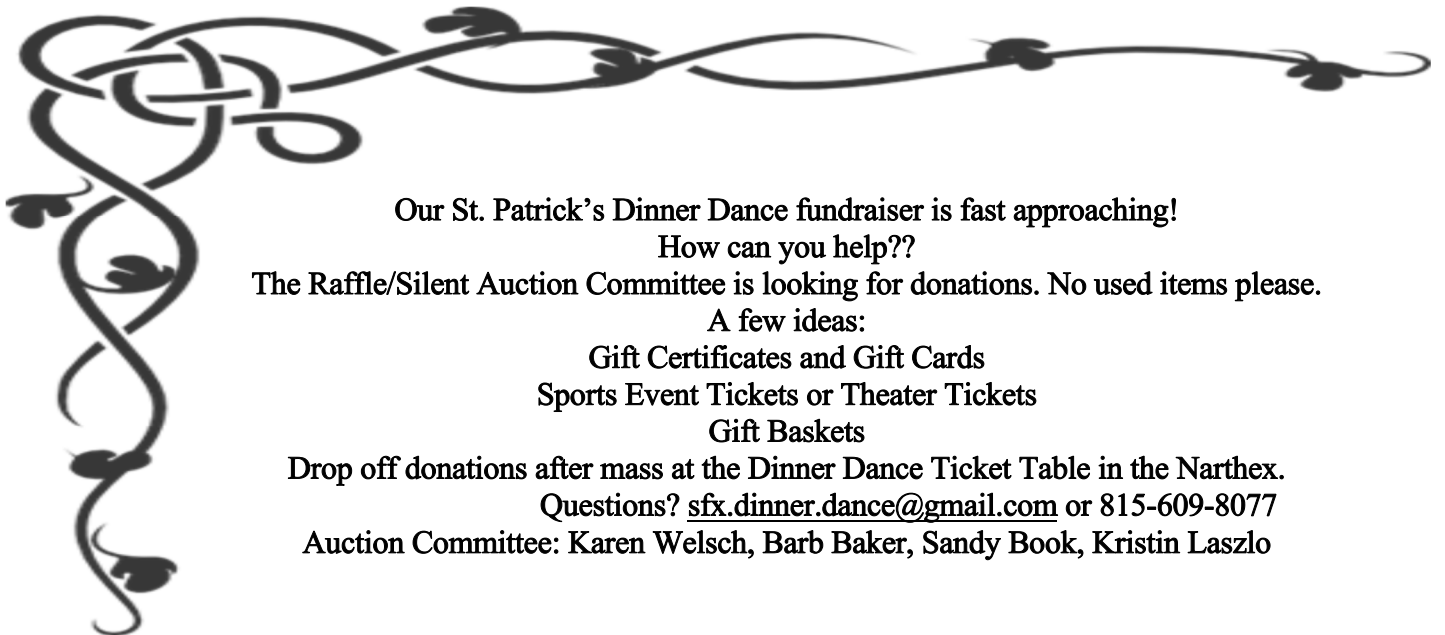 Our St. Patrick’s Dinner Dance fundraiser is fast approaching!
How can you help??
The Raffle/Silent Auction Committee is looking for donations. No used items please.
A few ideas:
Gift Certificates and Gift Cards
Sports Event Tickets or Theater Tickets
Gift Baskets
Drop off donations after mass at the Dinner Dance Ticket Table in the Narthex.
Questions? sfx.dinner.dance@gmail.com or 815-609-8077
Auction Committee: Karen Welsch, Barb Baker, Sandy Book, Kristin Laszlo